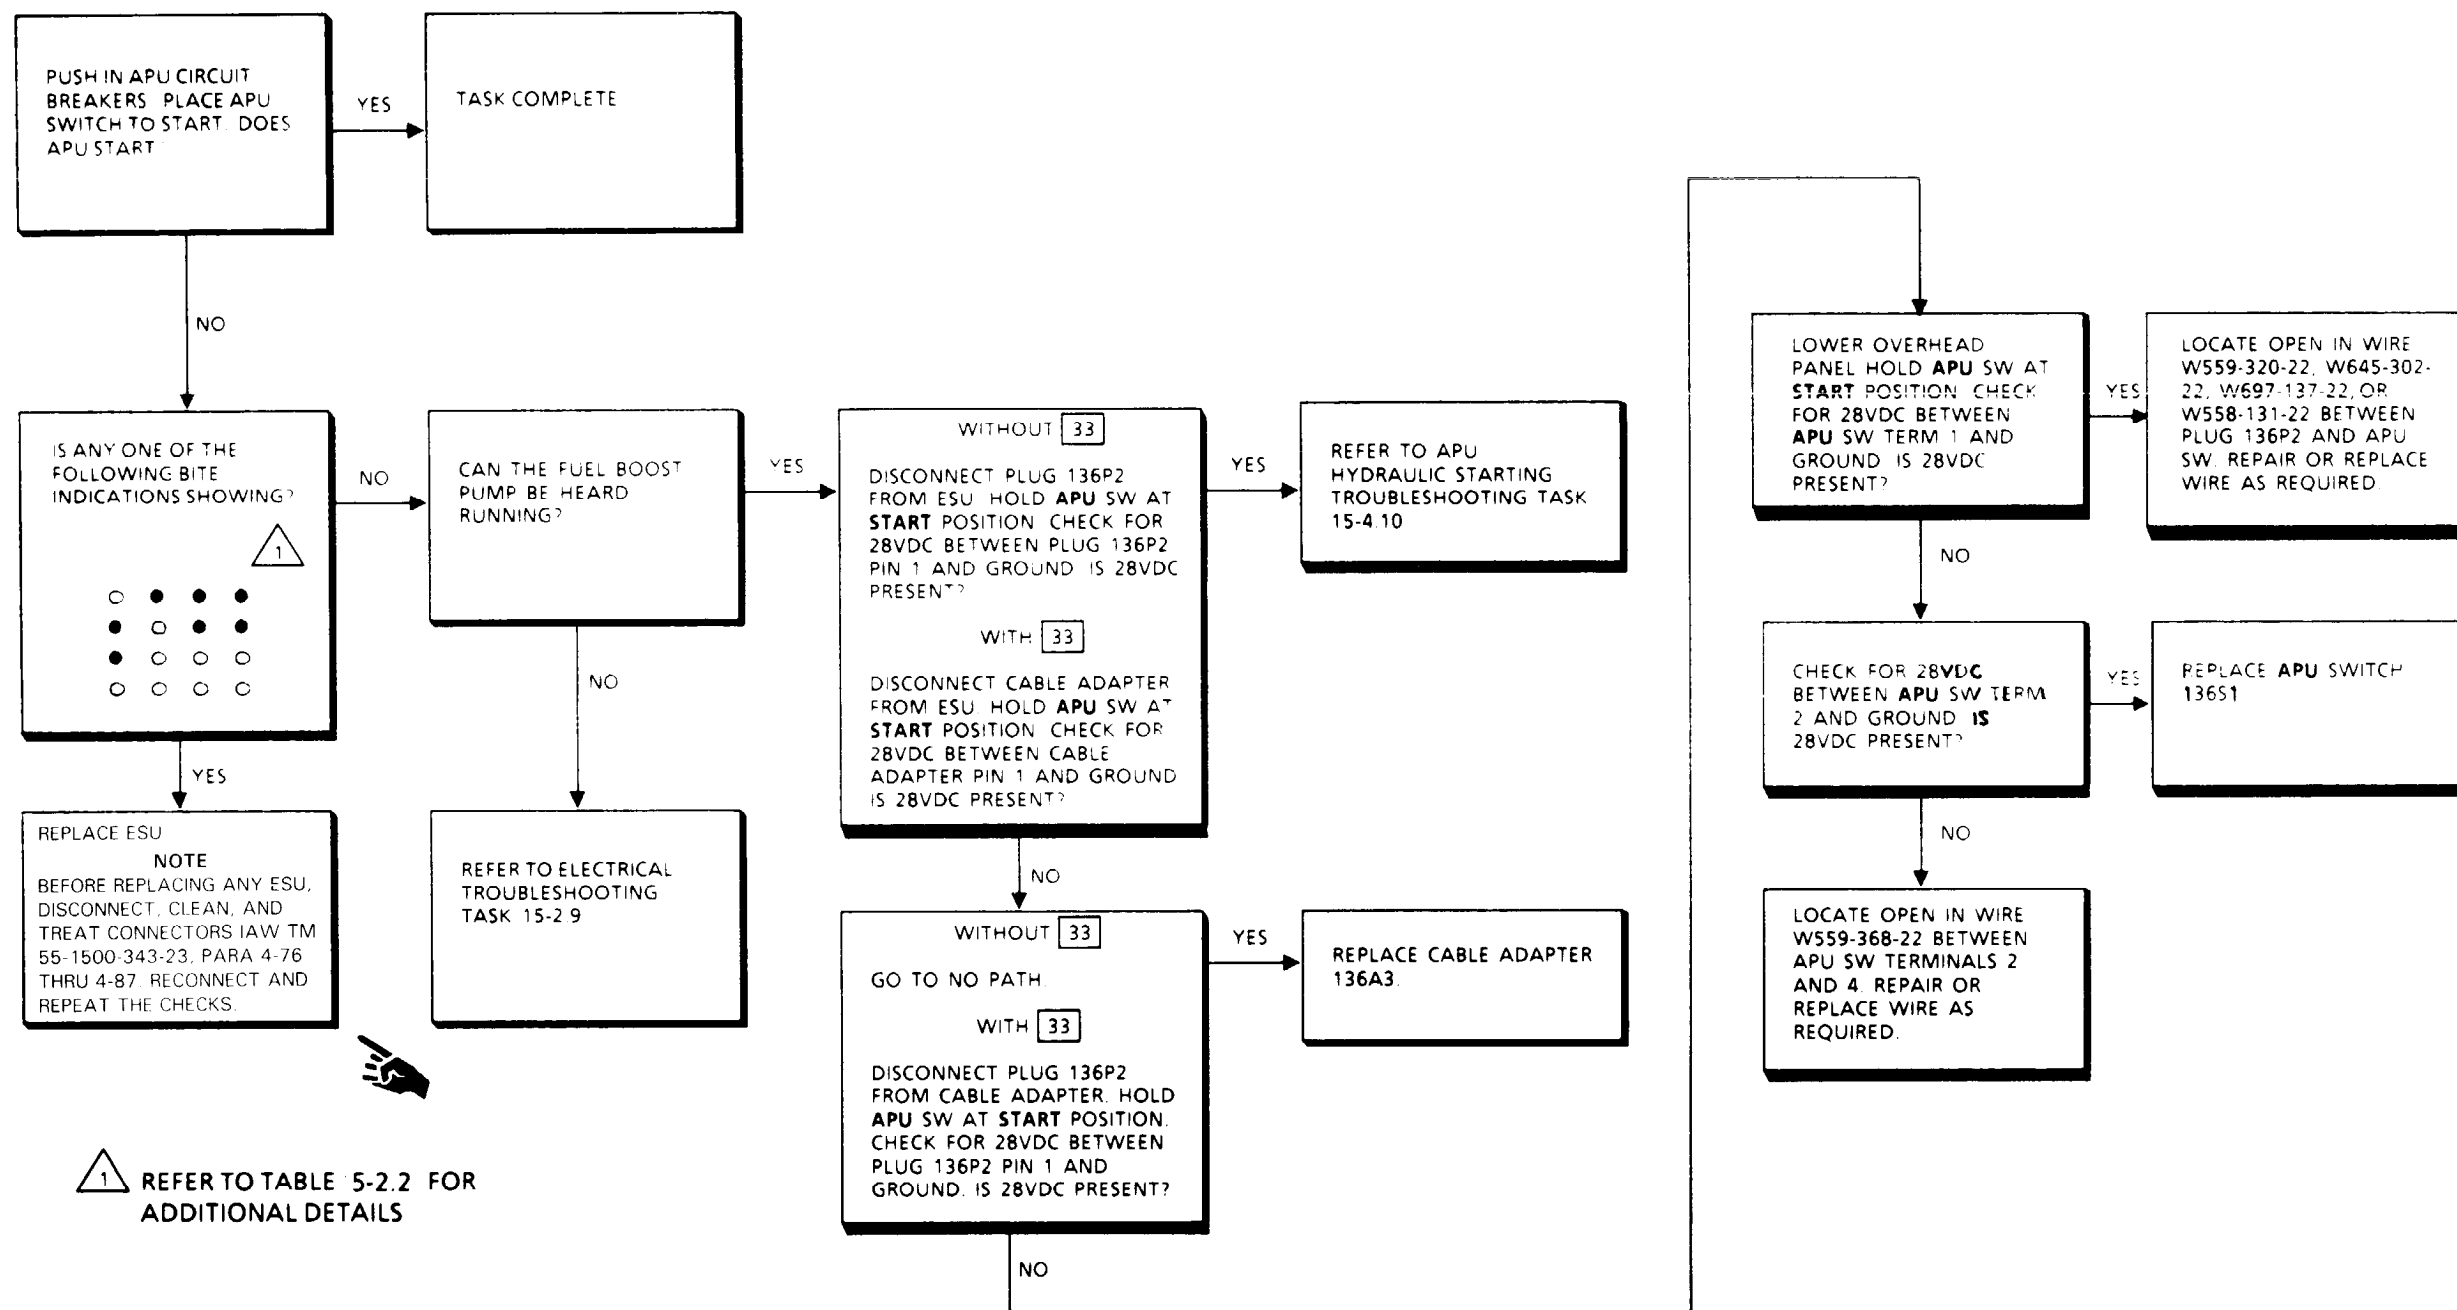 PUSH IN APU CIRCUIT
BREAKERS PLACE APU
SWITCH TO START. DOES
APU START
YES
TASK COMPLETE
NO
IS ANY ONE OF THE
FOLLOWING BITE
INDICATIONS SHOWING?
1
NO
YES
REPLACE ESU
NOTE
BEFORE REPLACING ANY ESU,
DISCONNECT, CLEAN, AND
TREAT CONNECTORS IAW TM
55-1500-343-23, PARA 4-76
THRU 4-87. RECONNECT AND
REPEAT THE CHECKS.
CAN THE FUEL BOOST
PUMP BE HEARD
RUNNING?
YES
NO
REFER TO ELECTRICAL
TROUBLESHOOTING
TASK 15-2.9
WITHOUT 33
DISCONNECT PLUG 136P2
FROM ESU. HOLD APU SW AT
START POSITION. CHECK FOR
28VDC BETWEEN PLUG 136P2
PIN 1 AND GROUND. IS 28VDC
PRESENT?
WITH 33
DISCONNECT CABLE ADAPTER
FROM ESU. HOLD APU SW AT
START POSITION. CHECK FOR
28VDC BETWEEN CABLE
ADAPTER PIN 1 AND GROUND
IS 28VDC PRESENT?
YES
REFER TO APU
HYDRAULIC STARTING
TROUBLESHOOTING TASK
15-4.10
NO
WITHOUT 33
GO TO NO PATH.
WITH 33
DISCONNECT PLUG 136P2
FROM CABLE ADAPTER. HOLD
APU SW AT START POSITION.
CHECK FOR 28VDC BETWEEN
PLUG 136P2 PIN 1 AND
GROUND. IS 28VDC PRESENT?
YES
REPLACE CABLE ADAPTER
136A3.
NO
LOWER OVERHEAD
PANEL HOLD APU SW AT
START POSITION CHECK
FOR 28VDC BETWEEN
APU SW TERM 1 AND
GROUND IS 28VDC
PRESENT?
YES
LOCATE OPEN IN WIRE
W559-320-22, W645-302-
22, W697-137-22, OR
W558-131-22 BETWEEN
PLUG 136P2 AND APU
SW. REPAIR OR REPLACE
WIRE AS REQUIRED.
NO
CHECK FOR 28VDC
BETWEEN APU SW TERM
2 AND GROUND IS
28VDC PRESENT?
YES
REPLACE APU SWITCH
136S1
NO
LOCATE OPEN IN WIRE
W559-368-22 BETWEEN
APU SW TERMINALS 2
AND 4. REPAIR OR
REPLACE WIRE AS
REQUIRED.
1 REFER TO TABLE 5-2.2 FOR
ADDITIONAL DETAILS